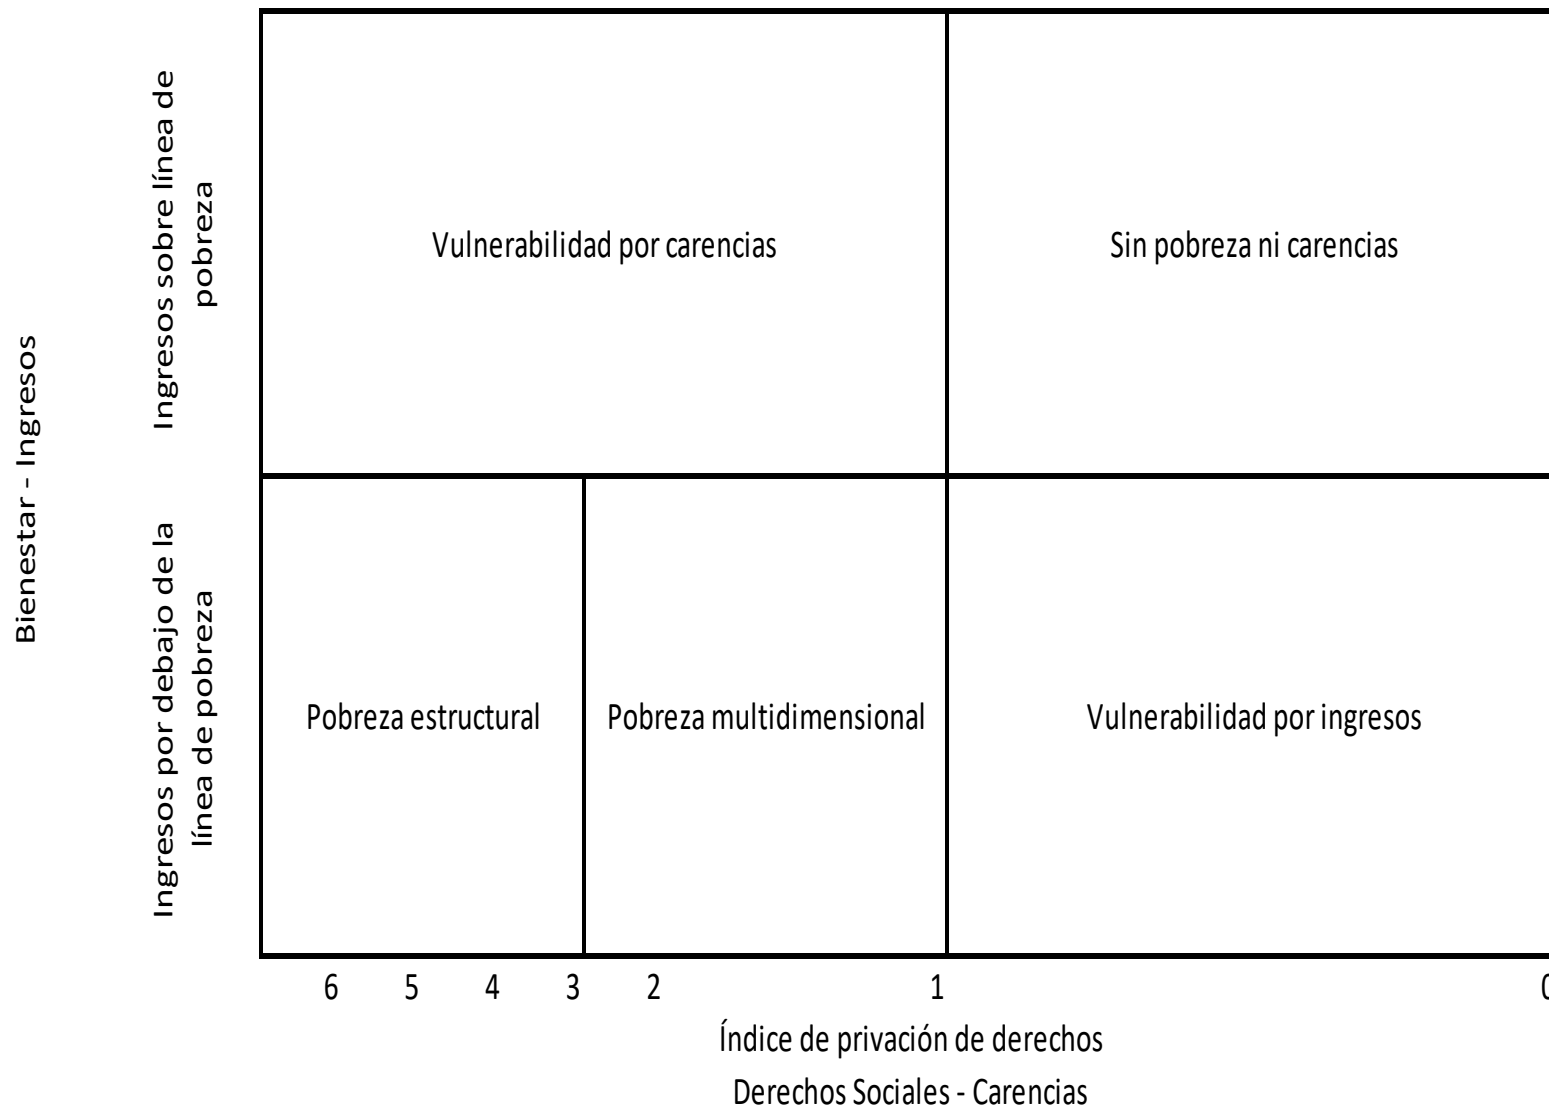 Bienestar - Ingresos
Ingresos sobre línea de
pobreza
Vulnerabilidad por carencias
Sin pobreza ni carencias
Ingresos por debajo de la
línea de pobreza
Pobreza estructural
Pobreza multidimensional
Vulnerabilidad por ingresos
6 5 4 3 2 1 0
Índice de privación de derechos
Derechos Sociales - Carencias